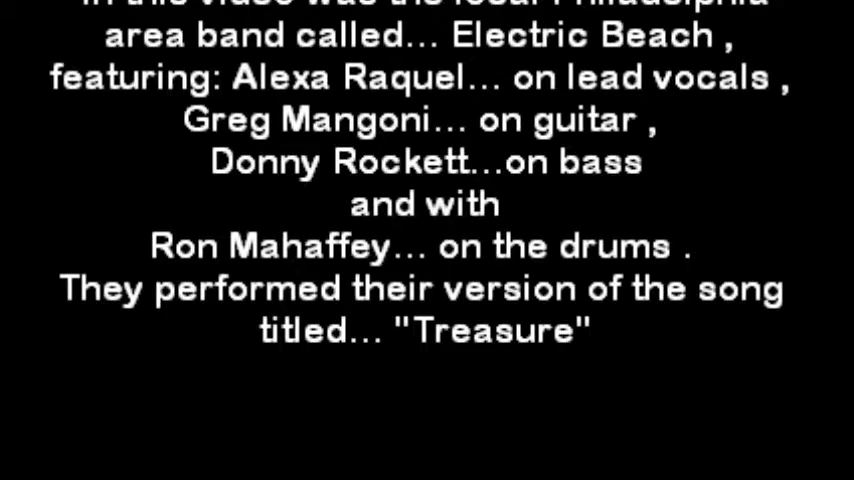 In this video was the local Philadelphia
area band called... Electric Beach ,
featuring: Alexa Raquel... on lead vocals ,
Greg Mangoni... on guitar ,
Donny Rockett...on bass
and with
Ron Mahaffey... on the drums .
They performed their version of the song
titled... "Treasure"